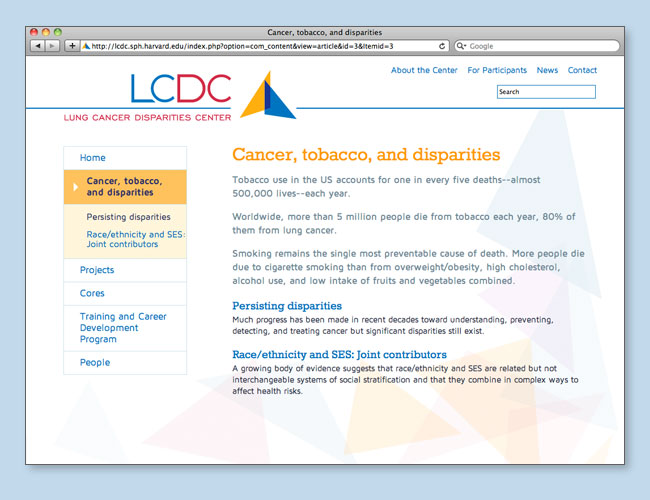 Cancer, tobacco, and disparities
http://lcdc.sph.harvard.edu/index.php?option=com_content&view=article&id=3&Itemid=3
Google
About the Center For Participants News Contact
Search
LCDC
LUNG CANCER DISPARITIES CENTER
Home
Cancer, tobacco,
and disparities
Persisting disparities
Race/ethnicity and SES:
Joint contributors
Projects
Cores
Training and Career
Development
Program
People
Cancer, tobacco, and disparities
Tobacco use in the US accounts for one in every five deaths--almost
500,000 lives--each year.
Worldwide, more than 5 million people die from tobacco each year, 80% of
them from lung cancer.
Smoking remains the single most preventable cause of death. More people die
due to cigarette smoking than from overweight/obesity, high cholesterol,
alcohol use, and low intake of fruits and vegetables combined.
Persisting disparities
Much progress has been made in recent decades toward understanding, preventing,
detecting, and treating cancer but significant disparities still exist.
Race/ethnicity and SES: Joint contributors
A growing body of evidence suggests that race/ethnicity and SES are related but not
interchangeable systems of social stratification and that they combine in complex ways to
affect health risks.